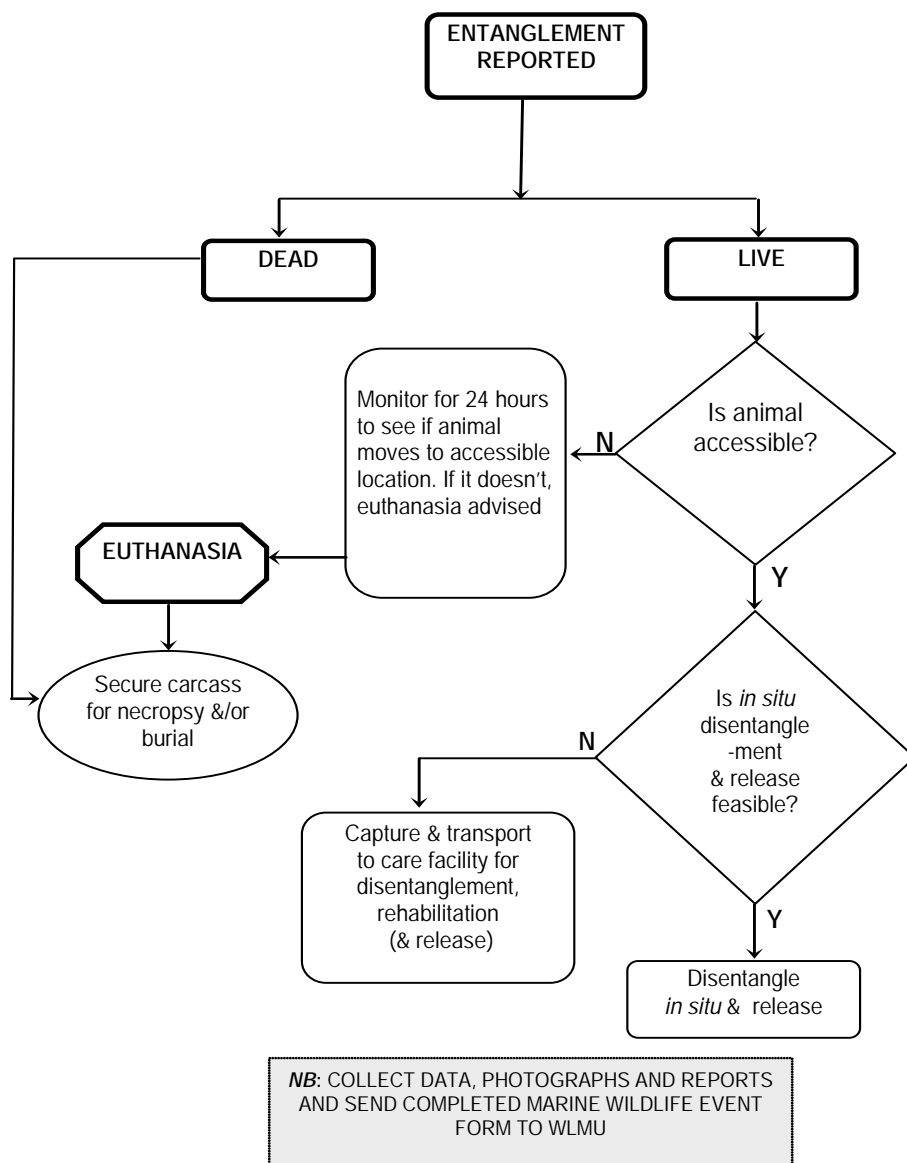 ENTANGLEMENT
REPORTED
DEAD
LIVE
Monitor for 24 hours
to see if animal
moves to accessible
location. If it doesn't,
euthanasia advised
N
Is animal
accessible?
EUTHANASIA
Y
Secure carcass
for necropsy &/or
burial
Is in situ
disentangle
-ment
& release
feasible?
N
Capture & transport
to care facility for
disentanglement,
rehabilitation
(& release)
Y
Disentangle
in situ & release
NB: COLLECT DATA, PHOTOGRAPHS AND REPORTS
AND SEND COMPLETED MARINE WILDLIFE EVENT
FORM TO WLMU